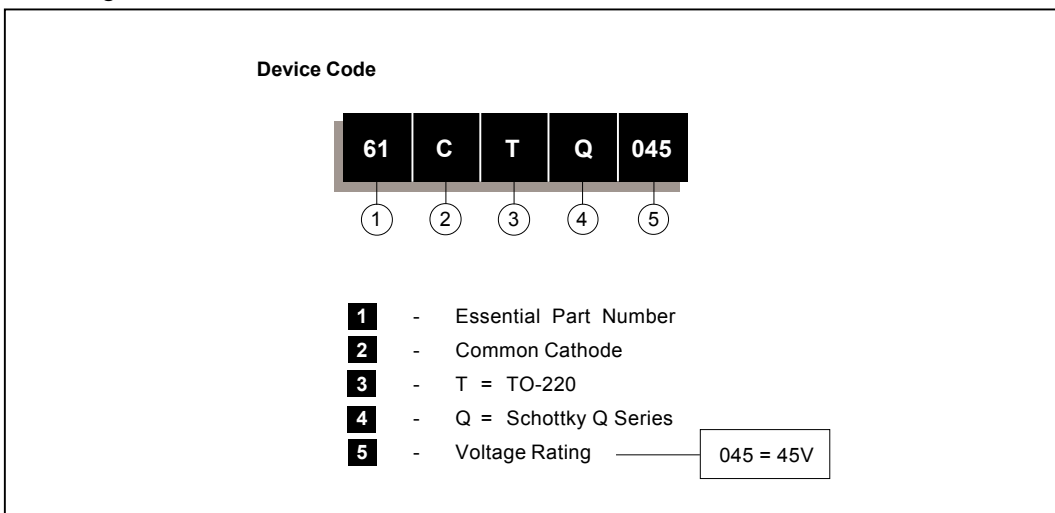 Device Code
61 C T Q 045
1 2 3 4 5
1 - Essential Part Number
2 - Common Cathode
3 - T = TO-220
4 - Q = Schottky Q Series
5 - Voltage Rating 045 = 45V